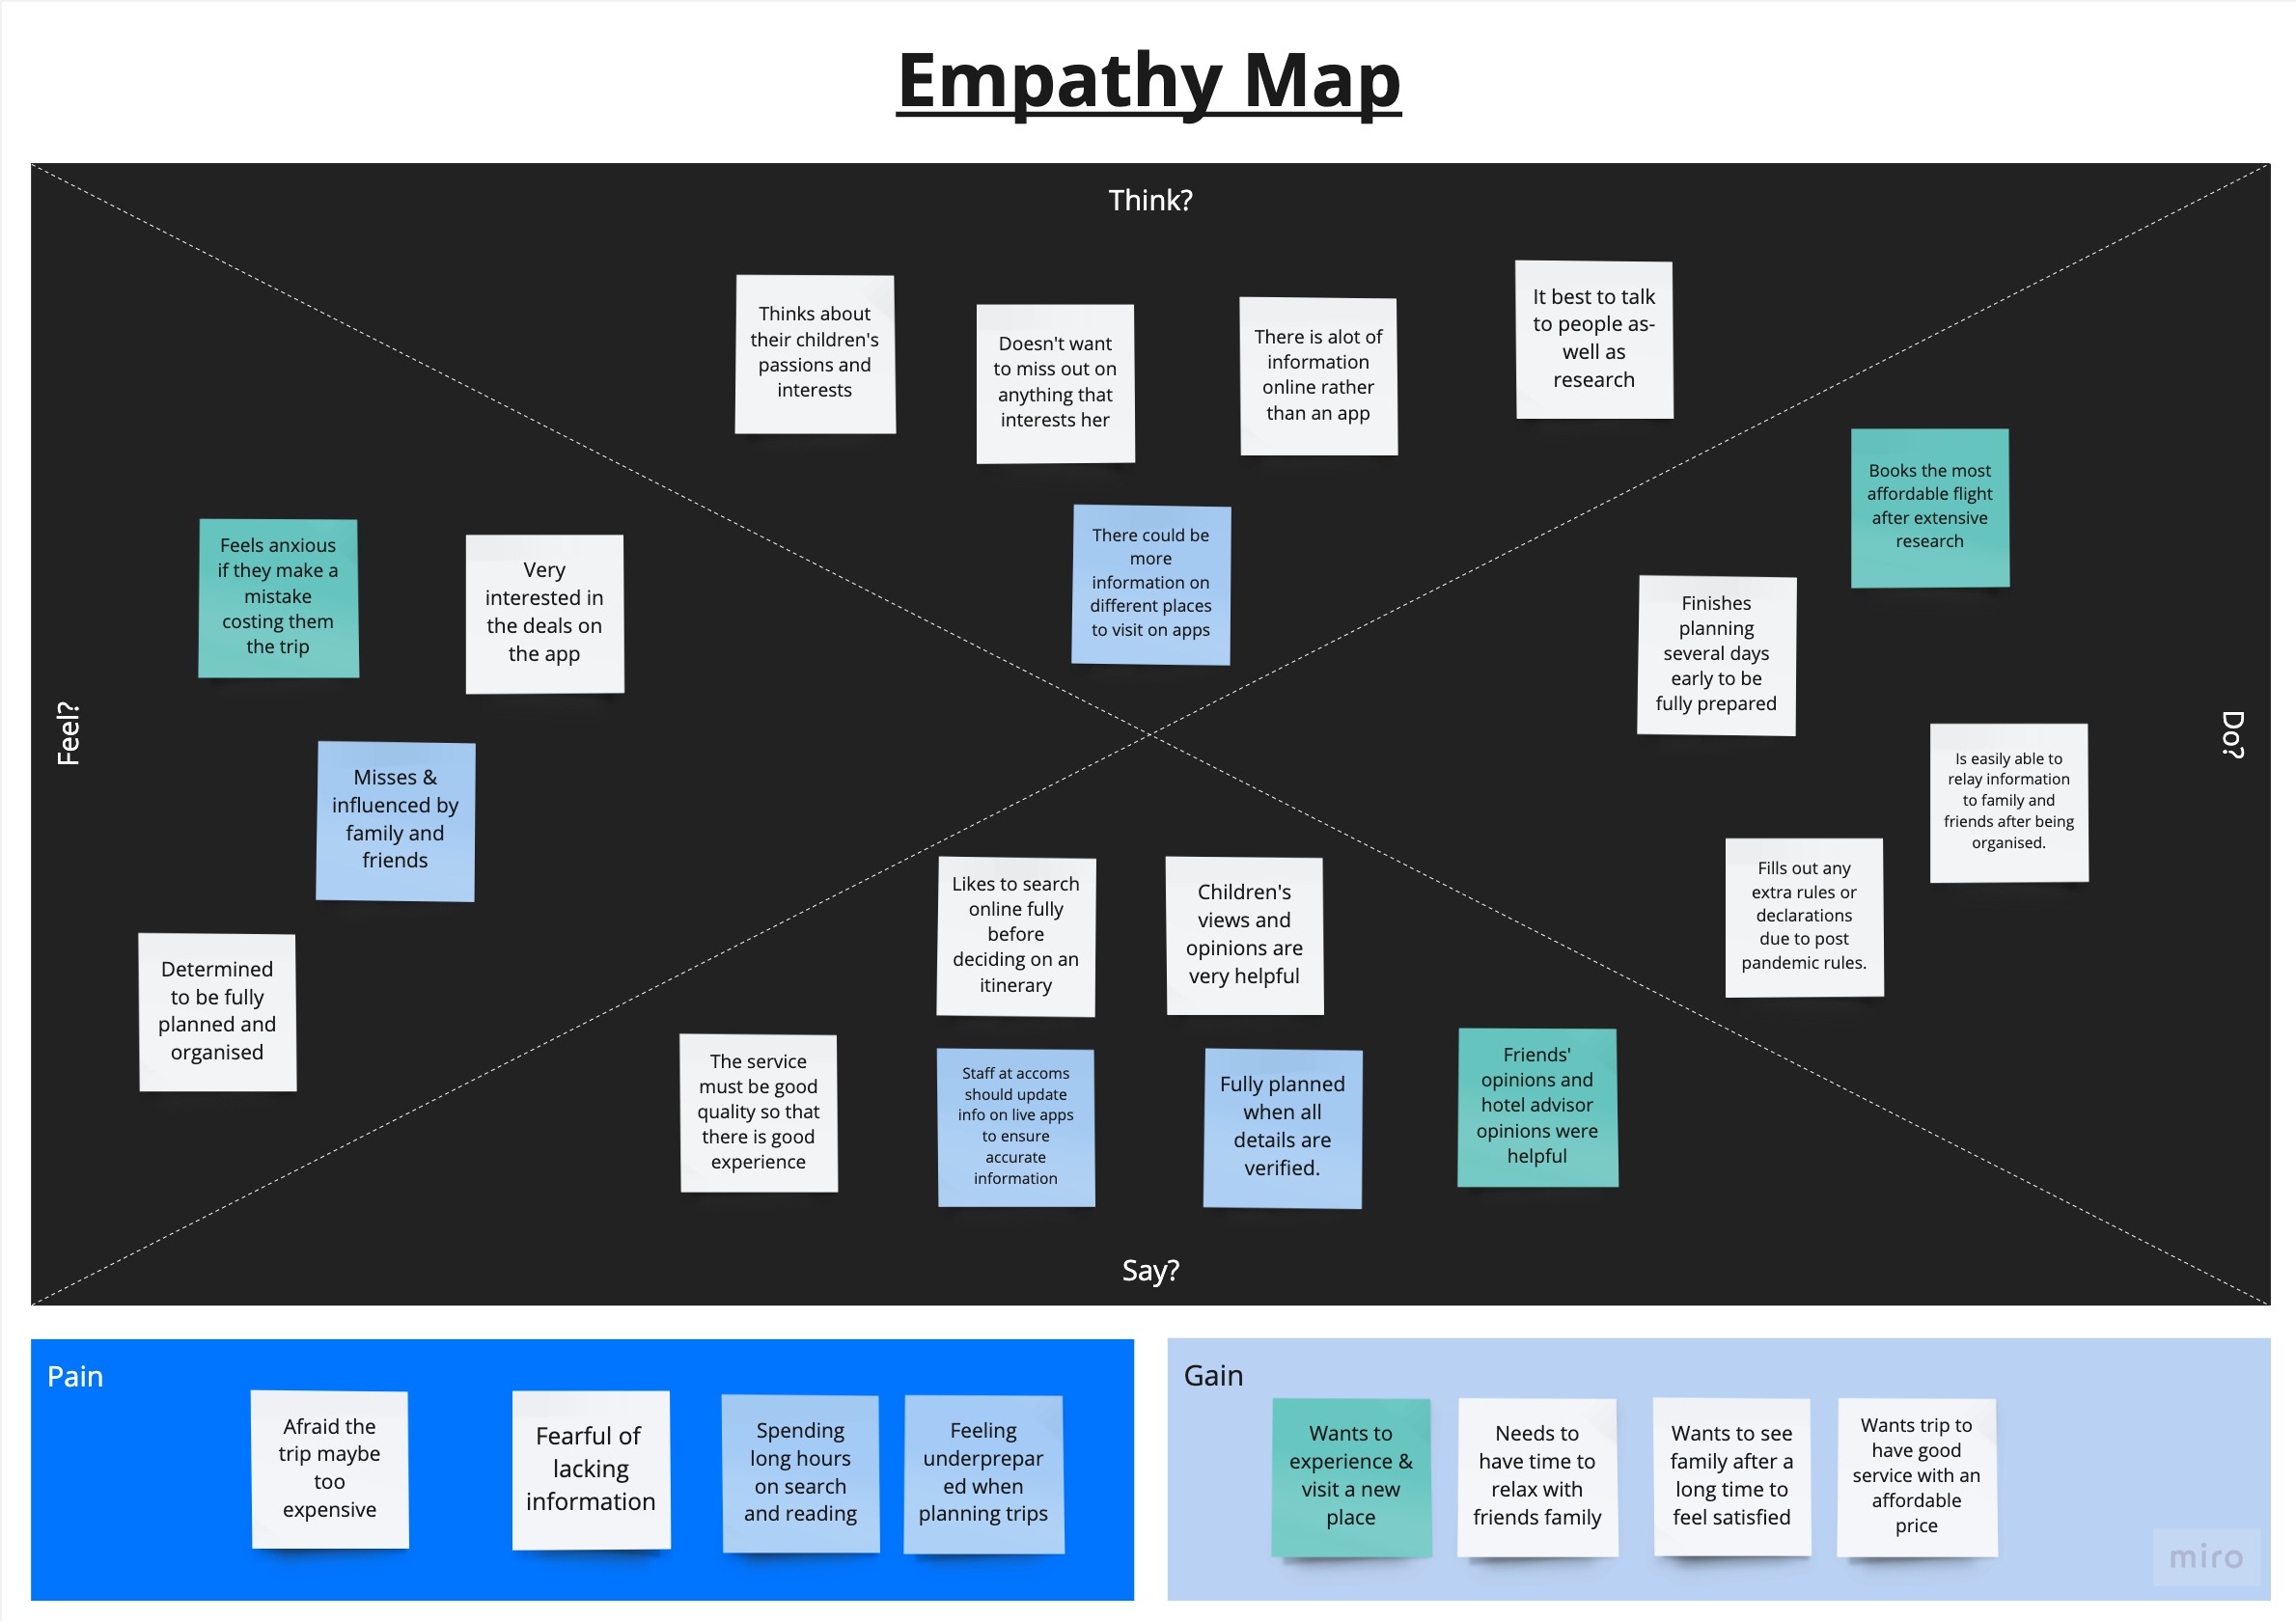 Empathy Map
Think?
Thinks about
their children's
passions and
interests
Doesn't want
to miss out on
anything that
interests her
There is alot of
information
online rather
than an app
It best to talk
to people as-
well as
research
There could be
more
information on
different places
to visit on apps
Feel?
Feels anxious
if they make a
mistake
costing them
the trip
Very
interested in
the deals on
the app
Misses &
influenced by
family and
friends
Determined
to be fully
planned and
organised
Do?
Books the most
affordable flight
after extensive
research
Finishes
planning
several days
early to be
fully prepared
Is easily able to
relay information
to family and
friends after being
organised.
Fills out any
extra rules or
declarations
due to post
pandemic rules.
Likes to search
online fully
before
deciding on an
itinerary
Children's
views and
opinions are
very helpful
The service
must be good
quality so that
there is good
experience
Staff at accoms
should update
info on live apps
to ensure
accurate
information
Fully planned
when all
details are
verified.
Friends'
opinions and
hotel advisor
opinions were
helpful
Say?
Pain
Afraid the
trip maybe
too
expensive
Fearful of
lacking
information
Spending
long hours
on search
and reading
Feeling
underprepar
ed when
planning trips
Gain
Wants to
experience &
visit a new
place
Needs to
have time to
relax with
friends family
Wants to see
family after a
long time to
feel satisfied
Wants trip to
have good
service with an
affordable
price
miro